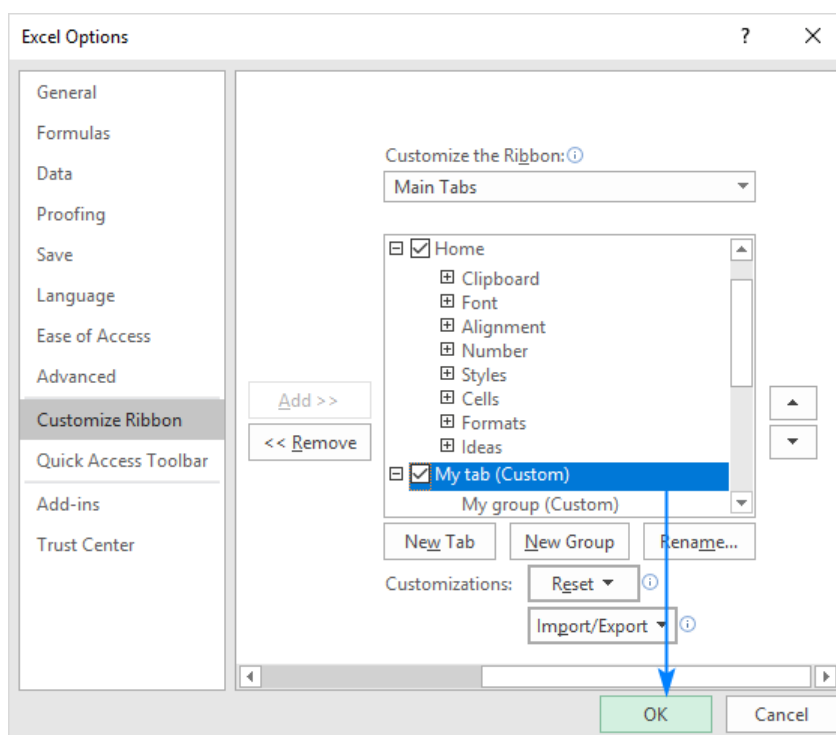 Excel Options
?
General
Formulas
Data
Proofing
Save
Language
Ease of Access
Advanced
Customize Ribbon
Quick Access Toolbar
Add-ins
Trust Center
Add >>
<< Remove
Customize the Ribbon:
Main Tabs
Home
Clipboard
Font
Alignment
Number
Styles
Cells
Formats
Ideas
My tab (Custom)
My group (Custom)
New Tab New Group Rename...
Customizations: Reset
Import/Export
OK Cancel